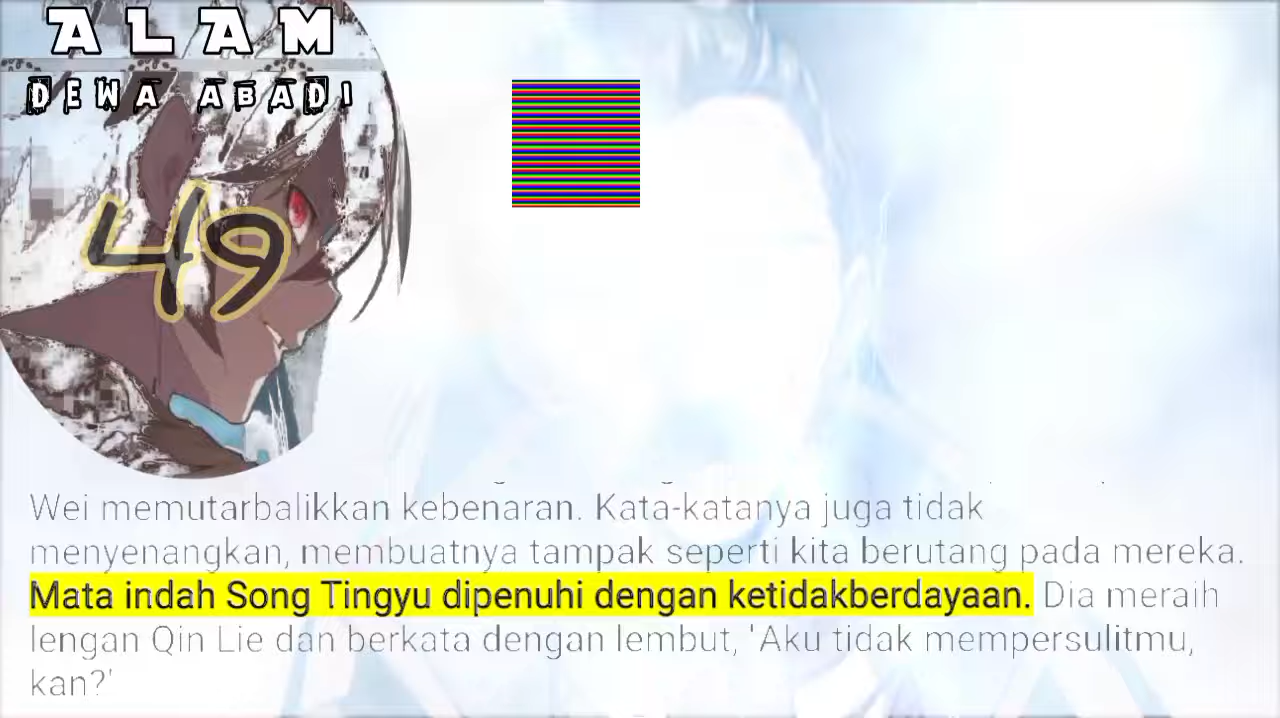 ALAM
DEWA ABADI
49
Wei memutarbalikkan kebenaran. Kata-katanya juga tidak
menyenangkan, membuatnya tampak seperti kita berutang pada mereka.
Mata indah Song Tingyu dipenuhi dengan ketidakberdayaan. Dia meraih
lengan Qin Lie dan berkata dengan lembut, 'Aku tidak mempersulitmu,
kan?'